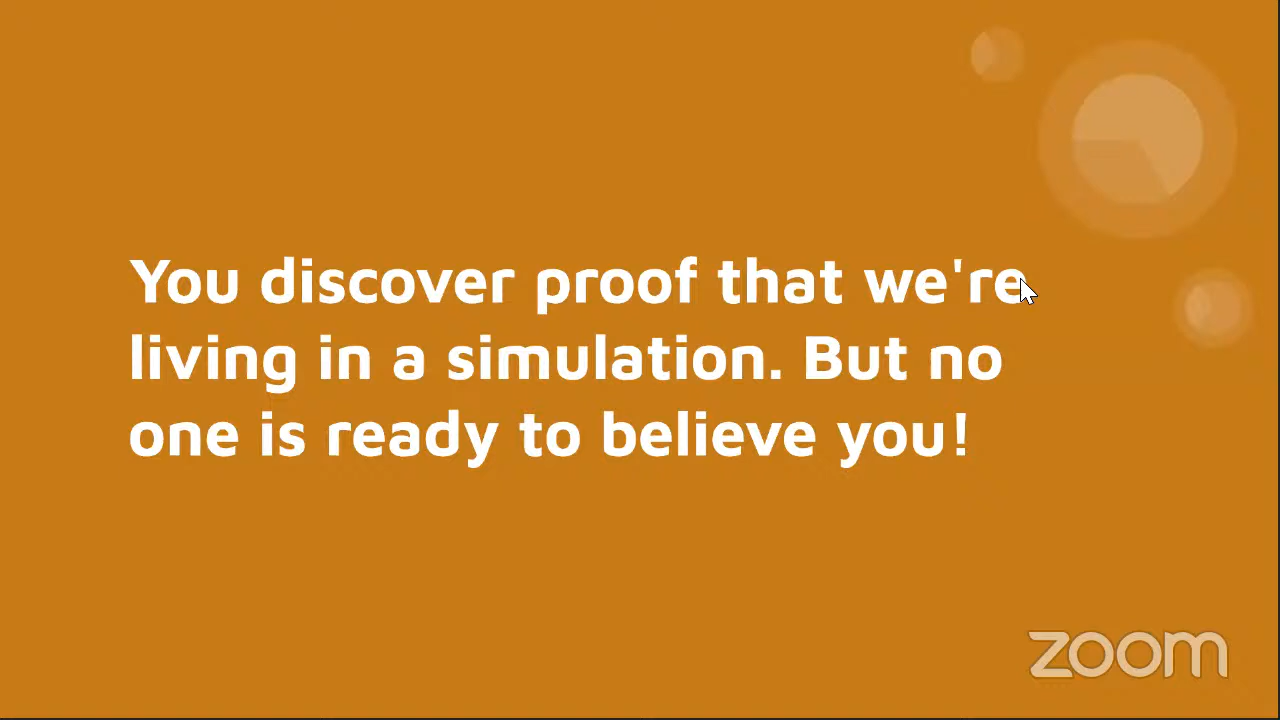 You discover proof that we're
living in a simulation. But no
one is ready to believe you!
zoom